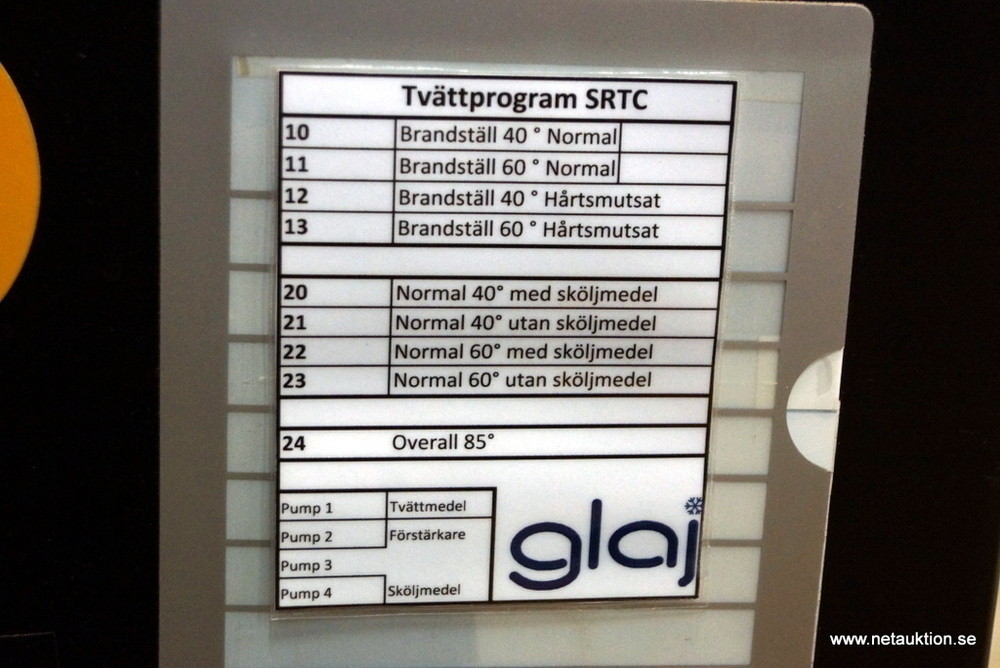 Tvättprogram SRTC
10 Brandställ 40 ° Normal
11 Brandställ 60 ° Normal
12 Brandställ 40 ° Hårtsmutsat
13 Brandställ 60 ° Hårtsmutsat
20 Normal 40° med sköljmedel
21 Normal 40° utan sköljmedel
22 Normal 60° med sköljmedel
23 Normal 60° utan sköljmedel
24 Overall 85°
Pump 1 Tvättmedel
Pump 2 Förstärkare
Pump 3
Pump 4 Sköljmedel
glaj
www.netauktion.se